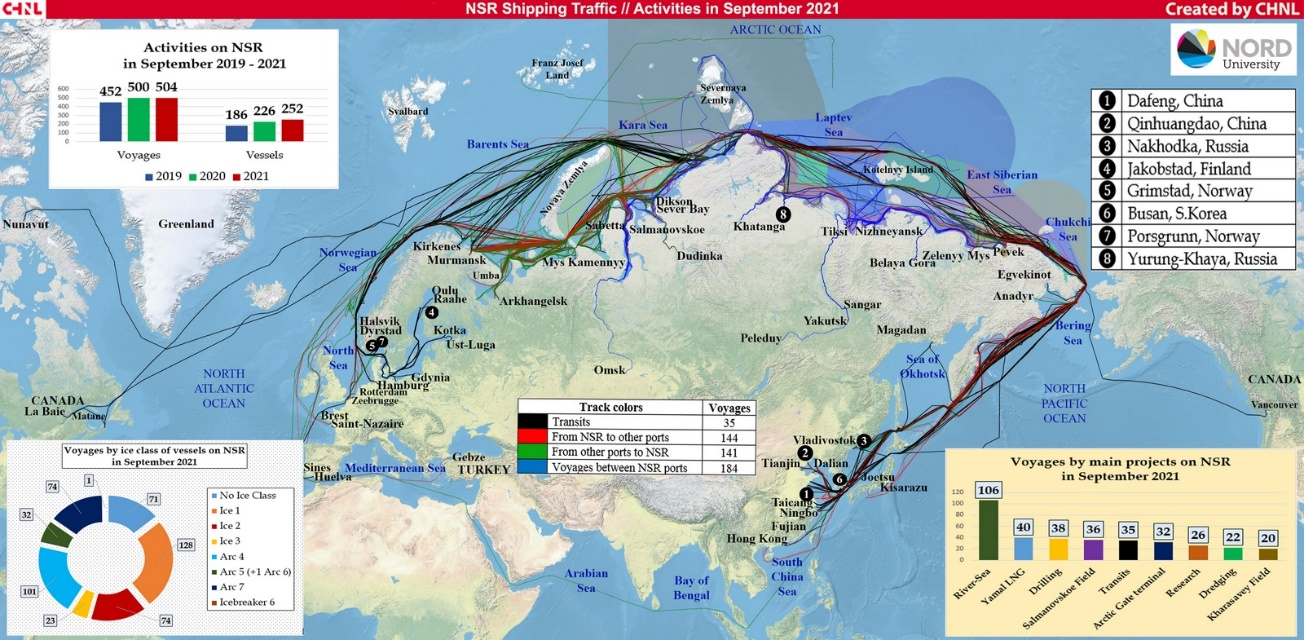 CHNL
NSR Shipping Traffic // Activities in September 2021
Created by CHNL
Activities on NSR
in September 2019 - 2021
600
500
400
300
200
100
0
452
500
504
186
226
252
Voyages
Vessels
2019
2020
2021
NORD
University
1 Dafeng, China
2 Qinhuangdao, China
3 Nakhodka, Russia
4 Jakobstad, Finland
5 Grimstad, Norway
6 Busan, S.Korea
7 Porsgrunn, Norway
8 Yurung-Khaya, Russia
ARCTIC OCEAN
Franz Josef
Land
Svalbard
Severnaya
Zemlya
Kara Sea
Laptev
Sea
Barents Sea
Kotelnyy Island
East Siberian
Sea
Novaya Zemlya
Nunavut
Greenland
Dikson
Sever Bay
Khatanga
8
Chukchi
Sea
Sabetta
Salmanovskoe
Tiksi
Nizhneyansk
Kirkenes
Murmansk
Norwegian
Sea
Mys Kamennyy
Dudinka
Belaya Gora
Zelenyy Mys
Pevek
Umba
Egvekinot
Arkhangelsk
Anadyr
Oulu
Raahe
4
Sangar
Yakutsk
Magadan
Bering
Sea
Halsvik
Dyrstad
5
7
Kotka
Ust-Luga
Peleduy
North
Sea
Sea of
Okhotsk
Omsk
Gdynia
Hamburg
Rotterdam
Zeebrugge
NORTH
ATLANTIC
OCEAN
NORTH
PACIFIC
OCEAN
CANADA
La Baie
Matane
CANADA
Vancouver
Brest
Saint-Nazaire
Track colors Voyages
Transits 35
From NSR to other ports 144
From other ports to NSR 141
Voyages between NSR ports 184
Vladivostok
3
2
Tianjin
Dalian
6
Joetsu
Kisarazu
1
Taicang
Ningbo
Fujian
Hong Kong
Sines
Huelva
Mediterranean Sea
Gebze
TURKEY
Arabian
Sea
Bay of
Bengal
South
China
Sea
Voyages by ice class of vessels on NSR
in September 2021
1
74
71
32
128
101
23
74
No Ice Class
Ice 1
Ice 2
Ice 3
Arc 4
Arc 5 (+1 Arc 6)
Arc 7
Icebreaker 6
Voyages by main projects on NSR
in September 2021
120
100
80
60
40
20
0
106
40
38
36
35
32
26
22
20
River-Sea
Yamal LNG
Drilling
Salmanovskoe Field
Transits
Arctic Gate terminal
Research
Dredging
Kharasavey Field